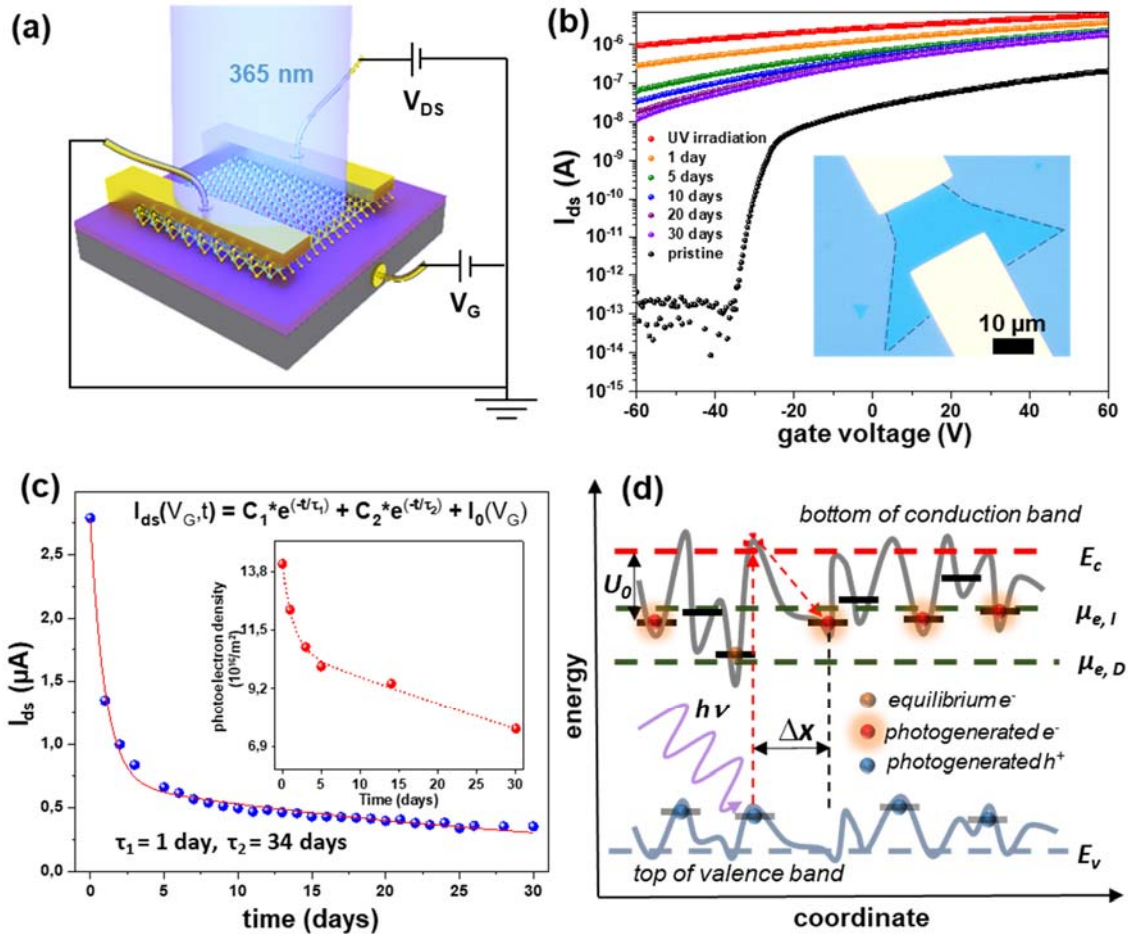 (a)
365 nm
V_DS
V_G
(b)
I_ds (A)
10^-6
10^-7
10^-8
10^-9
10^-10
10^-11
10^-12
10^-13
10^-14
10^-15
UV irradiation
1 day
5 days
10 days
20 days
30 days
pristine
10 µm
-60 -40 -20 0 20 40 60
gate voltage (V)
(c)
I_ds(V_G,t) = C_1*e^(-t/τ_1) + C_2*e^(-t/τ_2) + I_0(V_G)
I_ds (µA)
2,5
2,0
1,5
1,0
0,5
0,0
photoelectron density
(10^16/m^2)
13,8
11,5
9,2
6,9
0 5 14 30
Time (days)
τ_1 = 1 day, τ_2 = 34 days
0 5 10 15 20 25 30
time (days)
(d)
energy
bottom of conduction band
E_c
U_0
μ_e,I
μ_e,D
hν
Δx
equilibrium e^-
photogenerated e^-
photogenerated h^+
E_v
top of valence band
coordinate